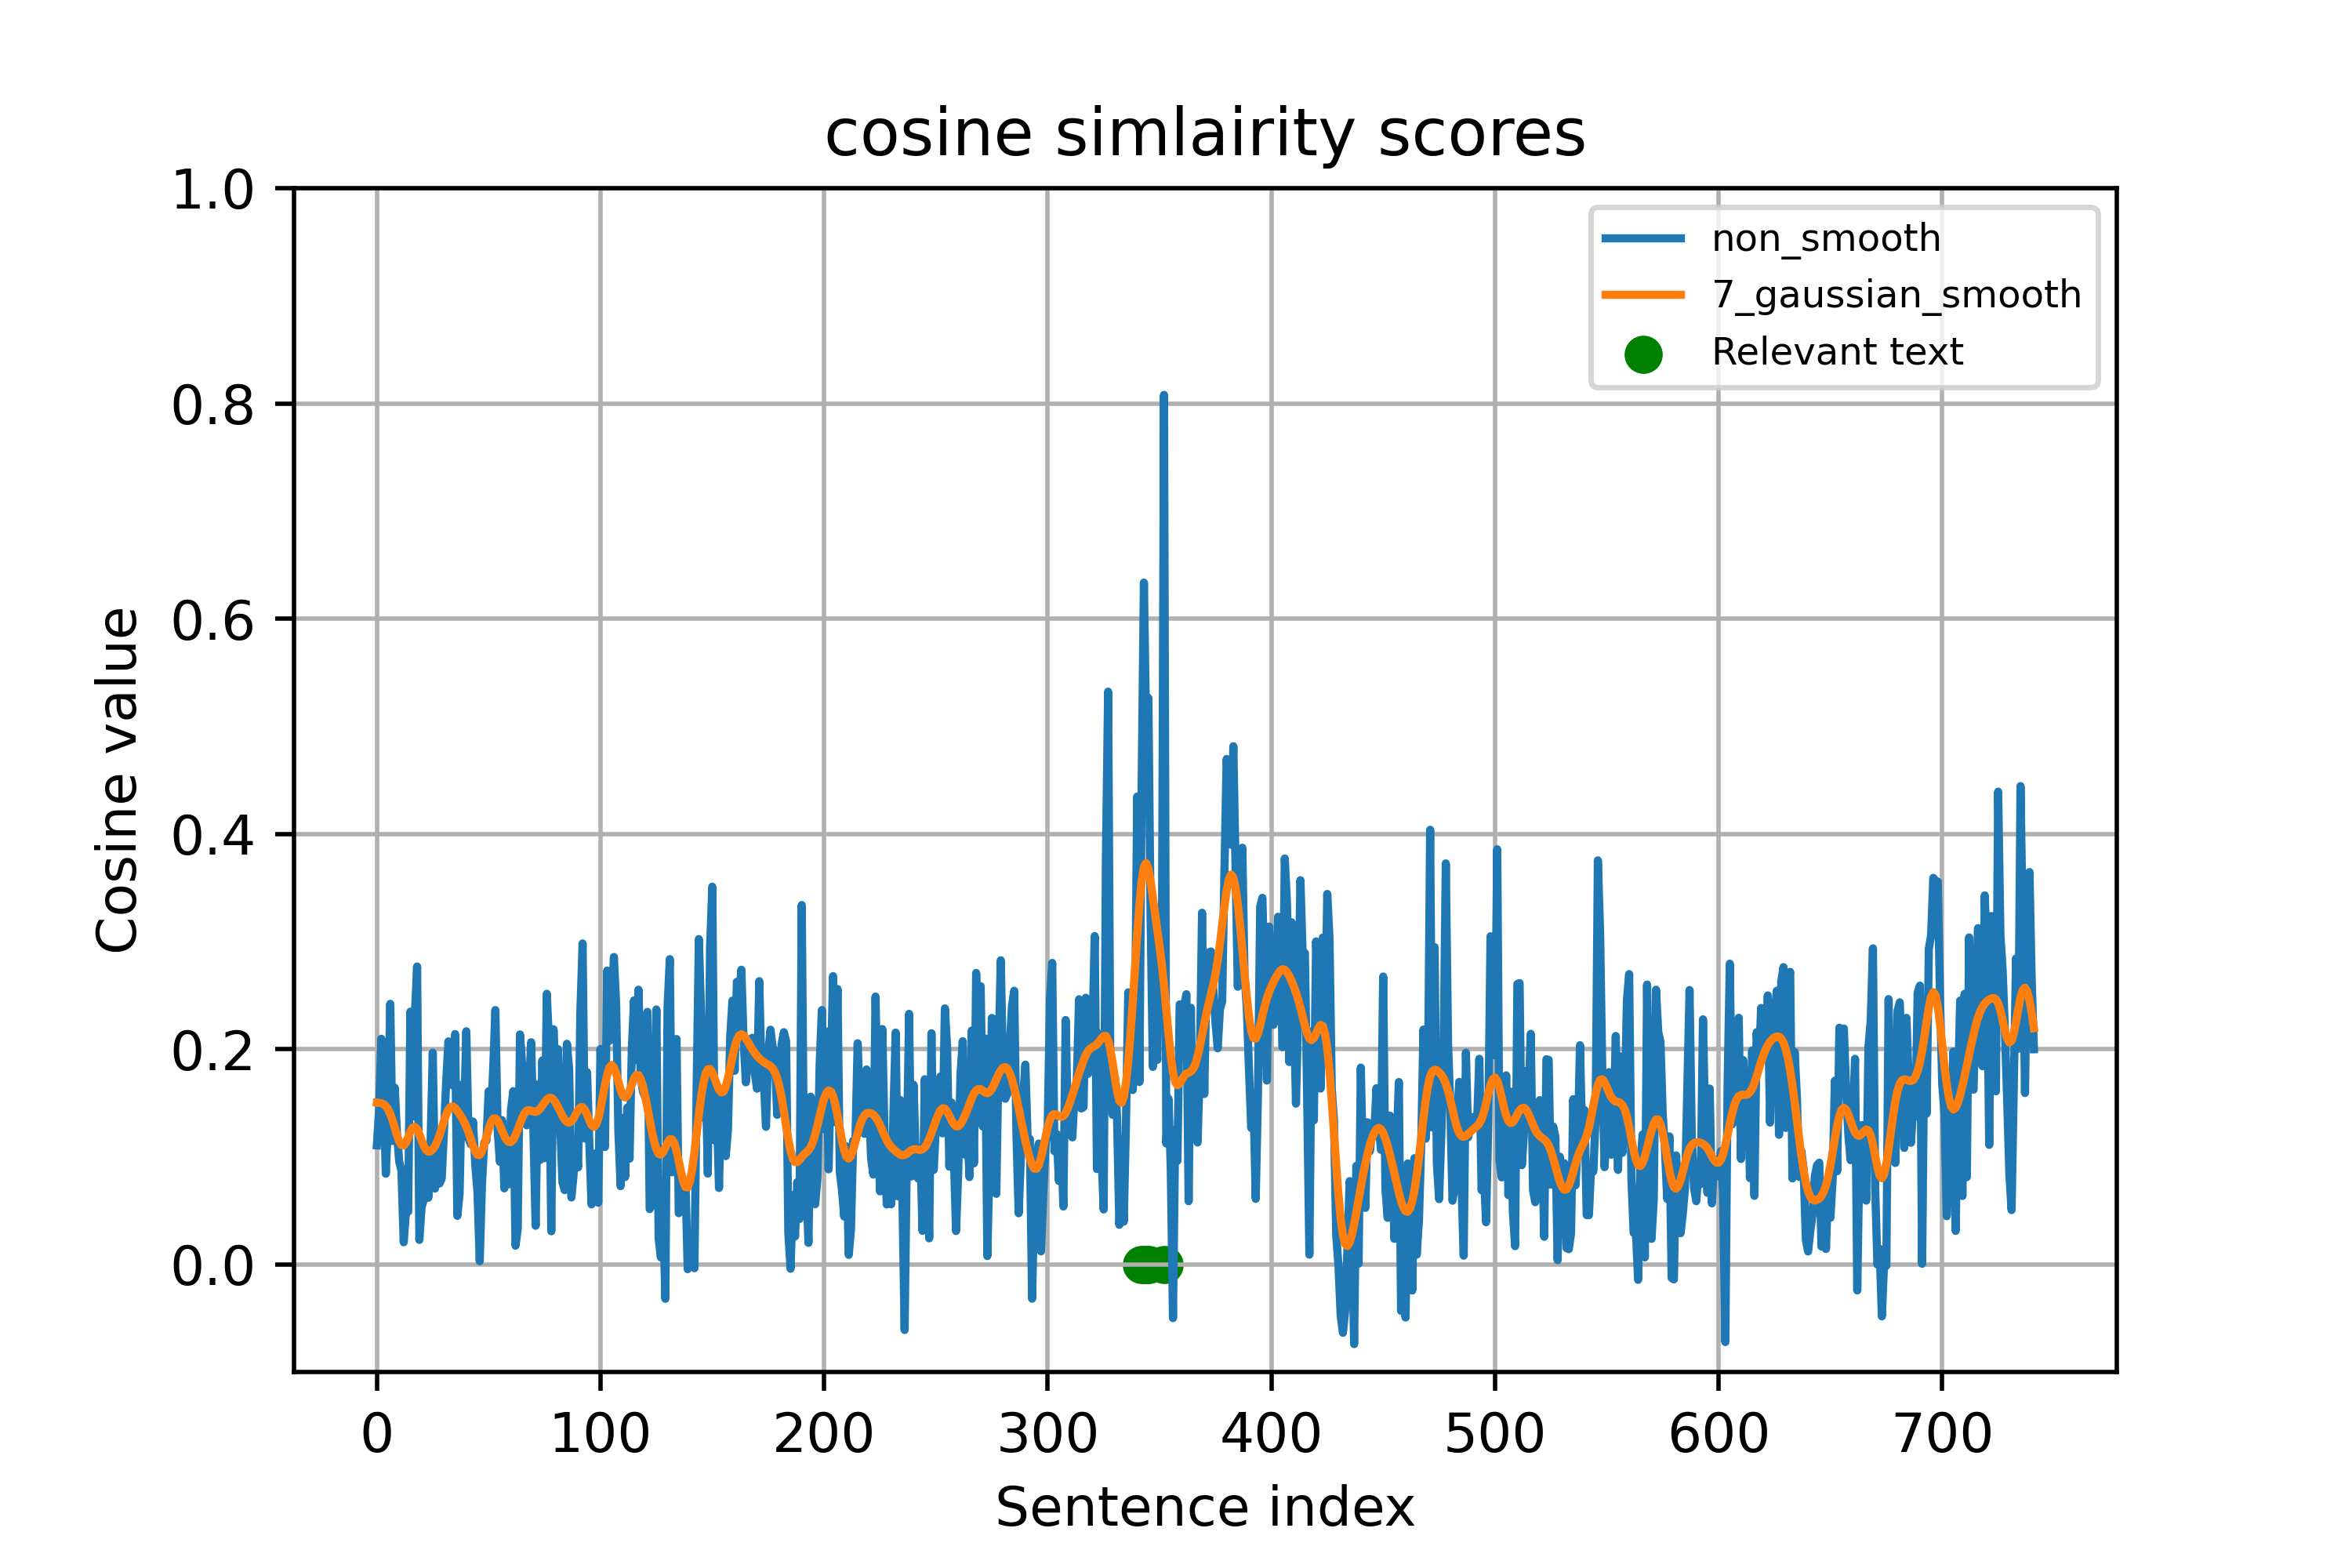 cosine simlairity scores
non_smooth
7_gaussian_smooth
Relevant text
Cosine value
1.0
0.8
0.6
0.4
0.2
0.0
0 100 200 300 400 500 600 700
Sentence index